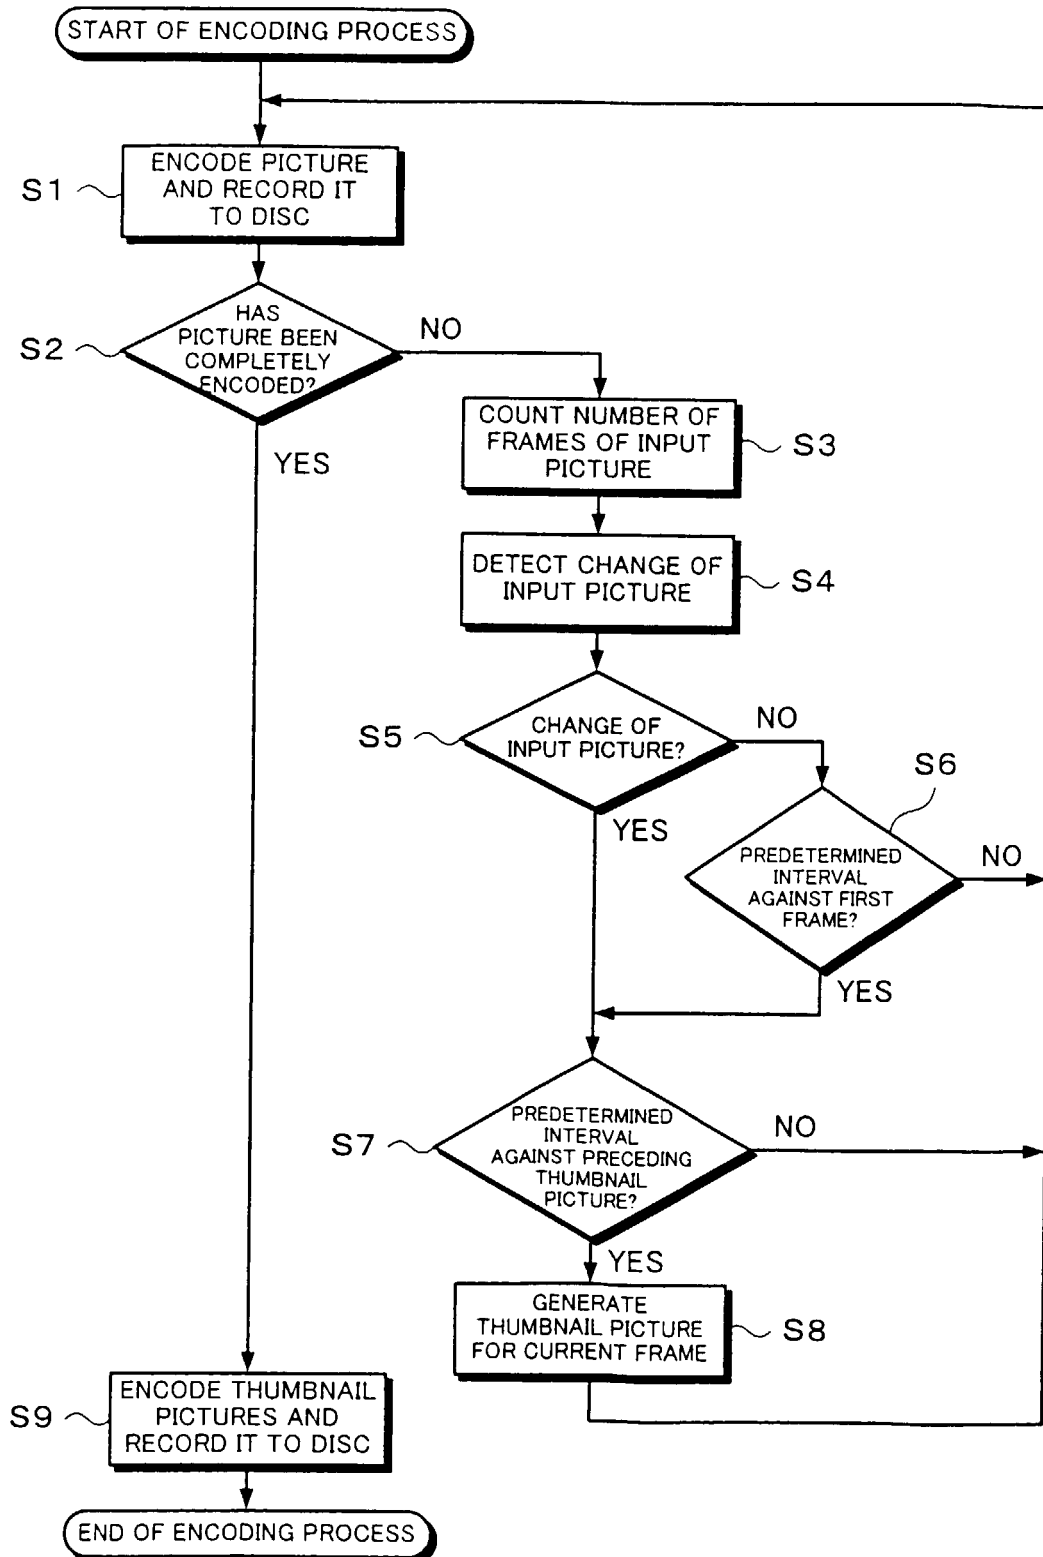 START OF ENCODING PROCESS
S1
ENCODE PICTURE
AND RECORD IT
TO DISC
S2
HAS
PICTURE BEEN
COMPLETELY
ENCODED?
NO
YES
COUNT NUMBER OF
FRAMES OF INPUT
PICTURE
S3
DETECT CHANGE OF
INPUT PICTURE
S4
S5
CHANGE OF
INPUT PICTURE?
NO
YES
S6
PREDETERMINED
INTERVAL
AGAINST FIRST
FRAME?
NO
YES
S7
PREDETERMINED
INTERVAL
AGAINST PRECEDING
THUMBNAIL
PICTURE?
NO
YES
GENERATE
THUMBNAIL PICTURE
FOR CURRENT FRAME
S8
S9
ENCODE THUMBNAIL
PICTURES AND
RECORD IT TO DISC
END OF ENCODING PROCESS